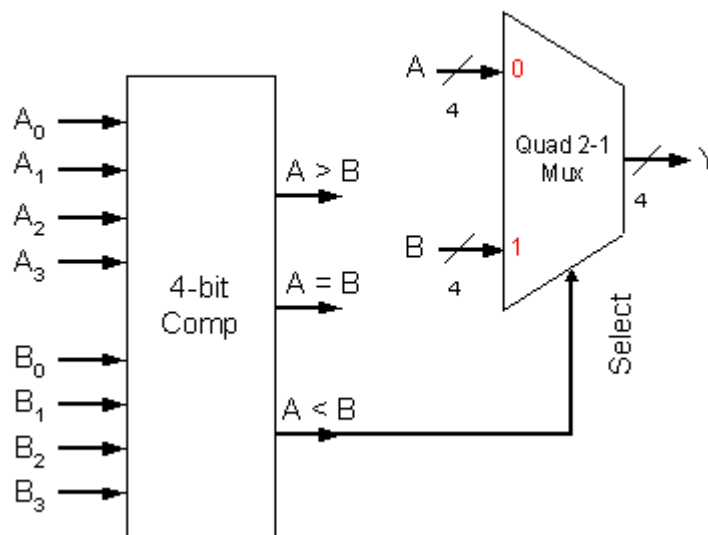 A0
A1
A2
A3
B0
B1
B2
B3
4-bit
Comp
A > B
A = B
A < B
A
4
0
B
4
1
Quad 2-1
Mux
4
Y
Select